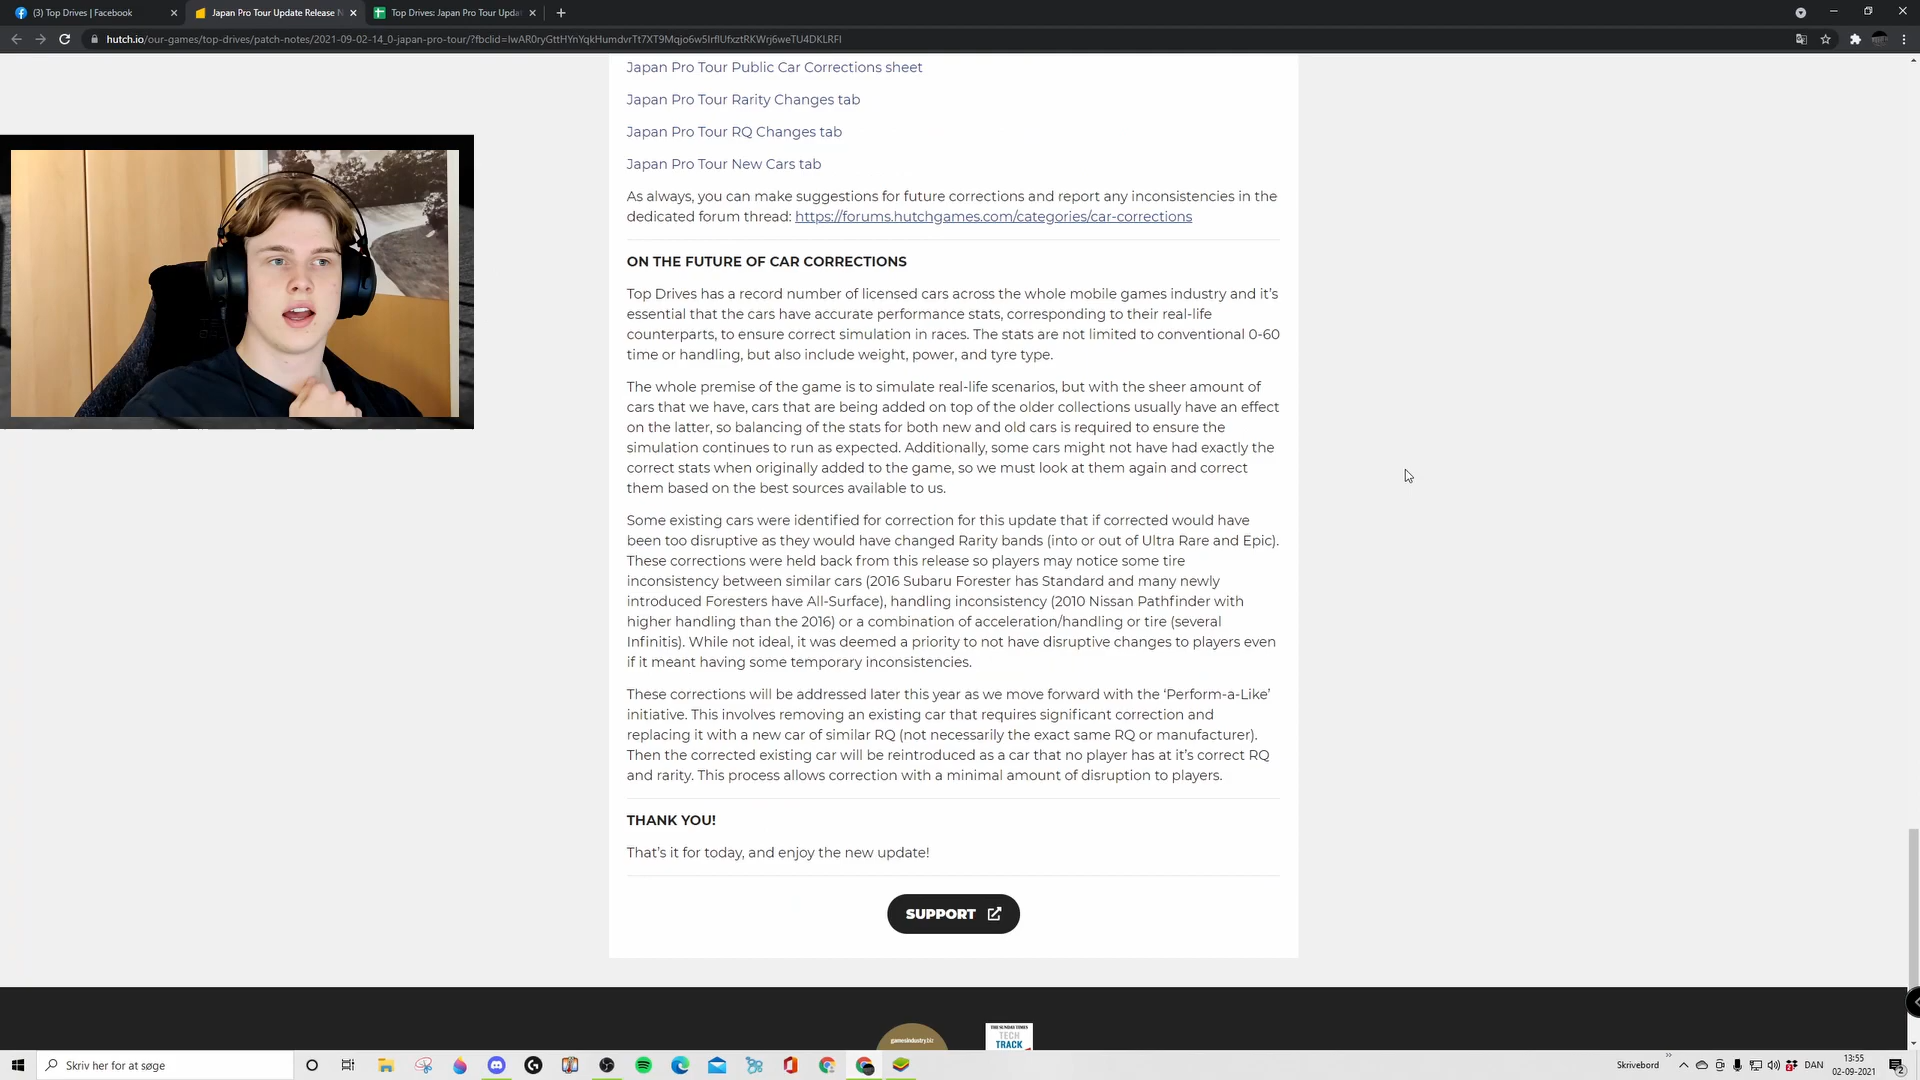 (3) Top Drives | Facebook
Japan Pro Tour Update Release N
Top Drives: Japan Pro Tour Upda
hutch.io/our-games/top-drives/patch-notes/2021-09-02-14_0-japan-pro-tour/?fbclid=
Japan Pro Tour Public Car Corrections sheet
Japan Pro Tour Rarity Changes tab
Japan Pro Tour RQ Changes tab
Japan Pro Tour New Cars tab
As always, you can make suggestions for future corrections and report any inconsistencies in the
dedicated forum thread: https://forums.hutchgames.com/categories/car-corrections
ON THE FUTURE OF CAR CORRECTIONS
Top Drives has a record number of licensed cars across the whole mobile games industry and it's
essential that the cars have accurate performance stats, corresponding to their real-life
counterparts, to ensure correct simulation in races. The stats are not limited to conventional 0-60
time or handling, but also include weight, power, and tyre type.
The whole premise of the game is to simulate real-life scenarios, but with the sheer amount of
cars that we have, cars that are being added on top of the older collections usually have an effect
on the latter, so balancing of the stats for both new and old cars is required to ensure the
simulation continues to run as expected. Additionally, some cars might not have had exactly the
correct stats when originally added to the game, so we must look at them again and correct
them based on the best sources available to us.
Some existing cars were identified for correction for this update that if corrected would have
been too disruptive as they would have changed Rarity bands (into or out of Ultra Rare and Epic).
These corrections were held back from this release so players may notice some tire
inconsistency between similar cars (2016 Subaru Forester has Standard and many newly
introduced Foresters have All-Surface), handling inconsistency (2010 Nissan Pathfinder with
higher handling than the 2016) or a combination of acceleration/handling or tire (several
Infinitis). While not ideal, it was deemed a priority to not have disruptive changes to players even
if it meant having some temporary inconsistencies.
These corrections will be addressed later this year as we move forward with the 'Perform-a-Like'
initiative. This involves removing an existing car that requires significant correction and
replacing it with a new car of similar RQ (not necessarily the exact same RQ or manufacturer).
Then the corrected existing car will be reintroduced as a car that no player has at it's correct RQ
and rarity. This process allows correction with a minimal amount of disruption to players.
THANK YOU!
That's it for today, and enjoy the new update!
SUPPORT
gamesindustry.biz
THE SUNDAY TIMES
TECH
TRACK
Skriv her for at søge
Skrivebord
DAN
13:55
02-09-2021
2